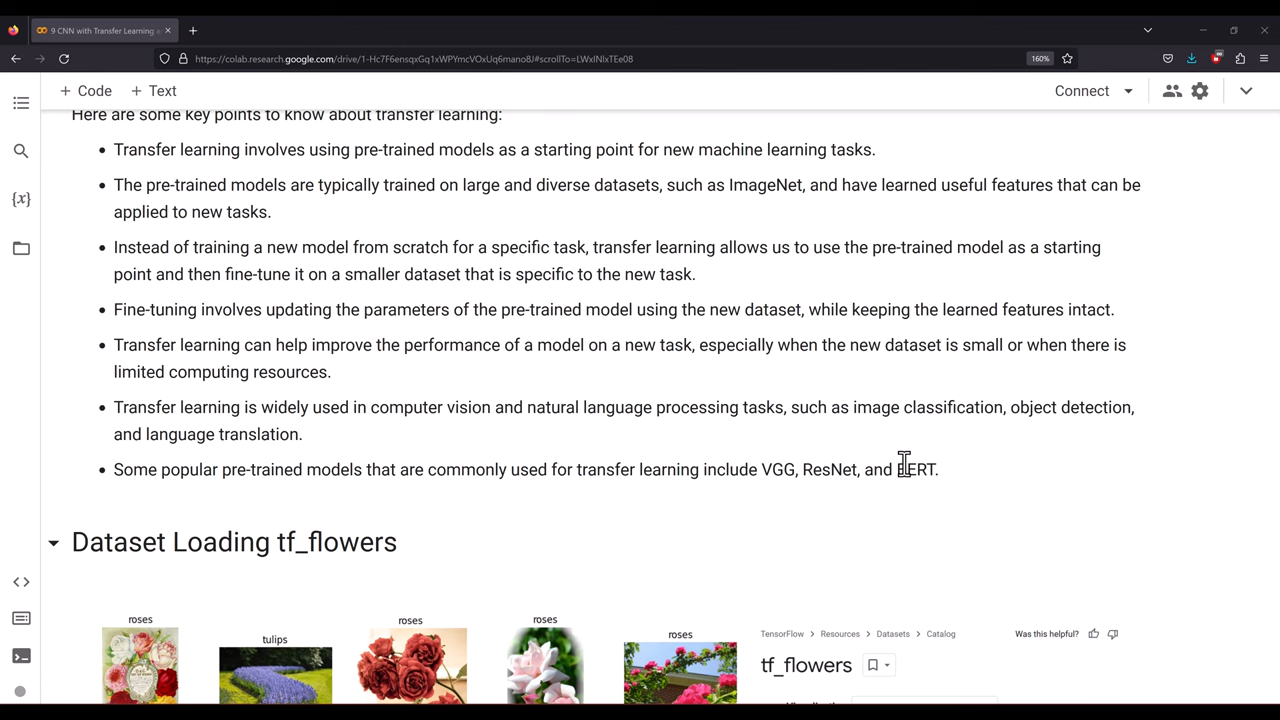 9 CNN with Transfer Learning a
https://colab.research.google.com/drive/1-Hc7F6ensqxGq1xWPYmcVOxUq6mano8J#scrollTo=LWxINlxTEe08
160%
+ Code + Text
Connect
Here are some key points to know about transfer learning:
• Transfer learning involves using pre-trained models as a starting point for new machine learning tasks.
• The pre-trained models are typically trained on large and diverse datasets, such as ImageNet, and have learned useful features that can be
applied to new tasks.
• Instead of training a new model from scratch for a specific task, transfer learning allows us to use the pre-trained model as a starting
point and then fine-tune it on a smaller dataset that is specific to the new task.
• Fine-tuning involves updating the parameters of the pre-trained model using the new dataset, while keeping the learned features intact.
• Transfer learning can help improve the performance of a model on a new task, especially when the new dataset is small or when there is
limited computing resources.
• Transfer learning is widely used in computer vision and natural language processing tasks, such as image classification, object detection,
and language translation.
• Some popular pre-trained models that are commonly used for transfer learning include VGG, ResNet, and BERT.
Dataset Loading tf_flowers
roses
tulips
roses
roses
roses
TensorFlow > Resources > Datasets > Catalog
Was this helpful?
tf_flowers